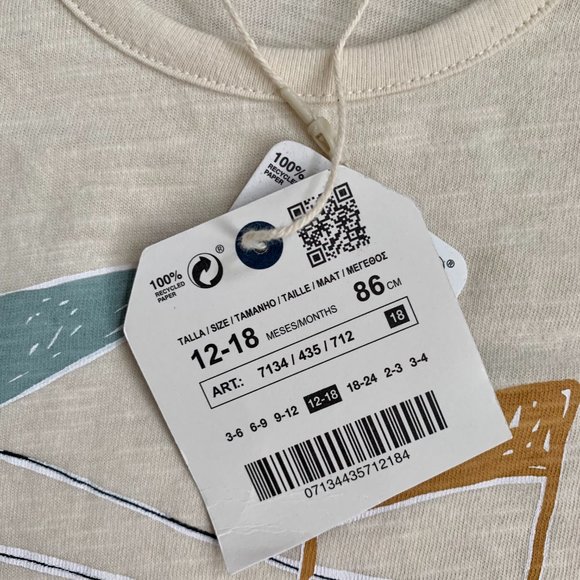 100%
RECYCLED
PAPER
100%
RECYCLED
PAPER
®
TALLA / SIZE / TAMANHO / TAILLE / MAAT / ΜΕΓΕΘΟΣ
12-18 MESES/MONTHS 86 CM
ART.: 7134 / 435 / 712 18
3-6 6-9 9-12 12-18 18-24 2-3 3-4
07134435712184